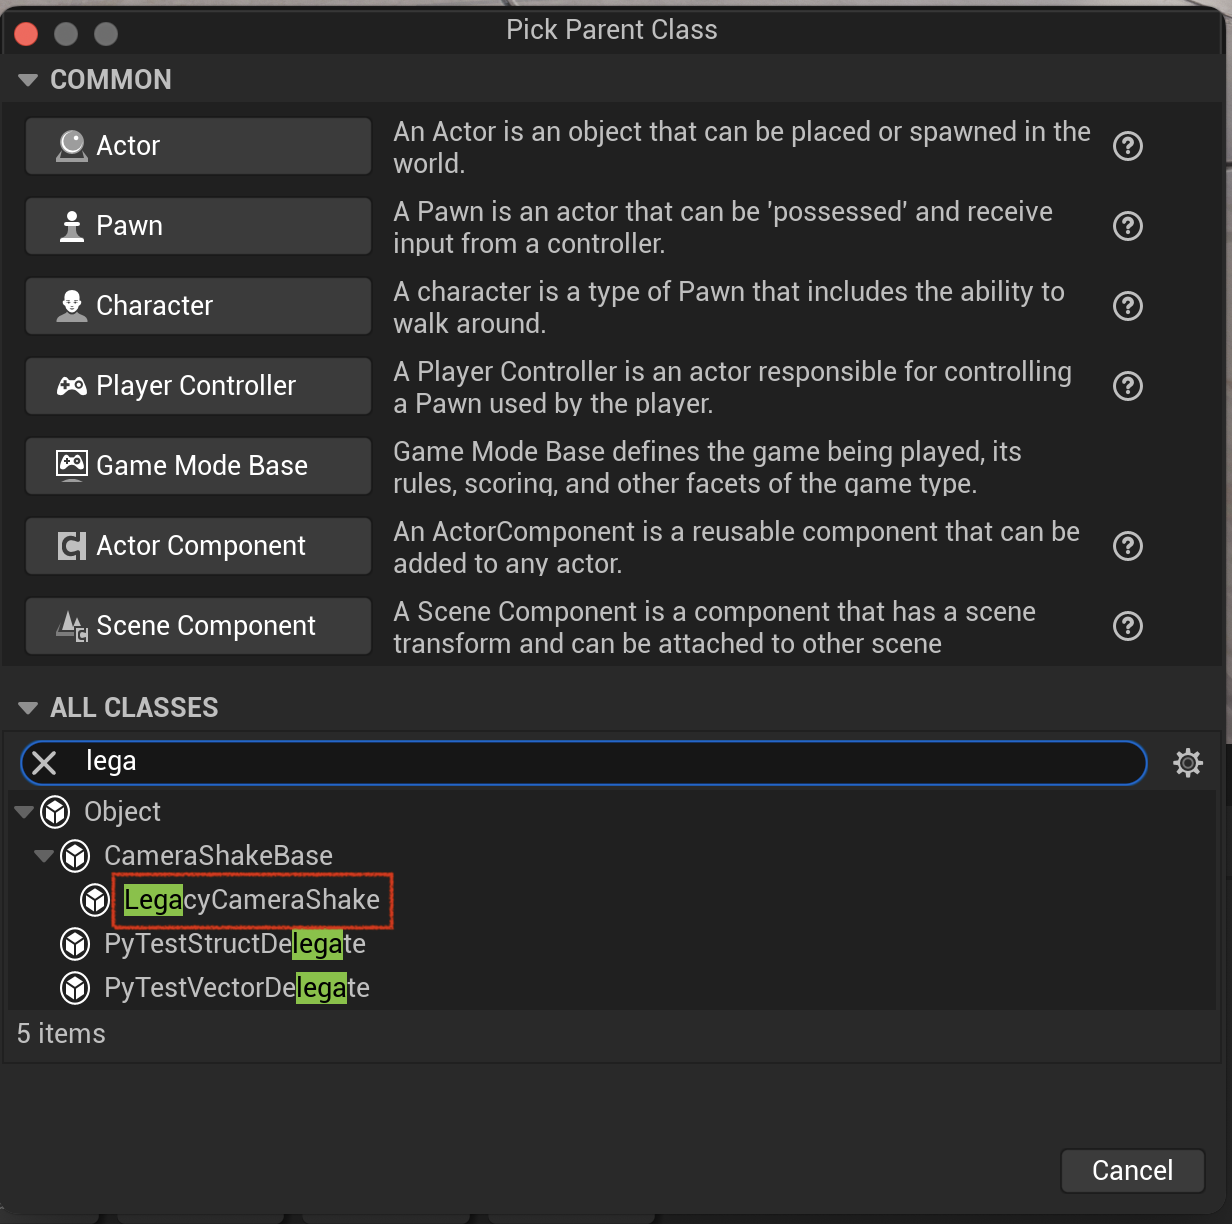 Pick Parent Class
COMMON
Actor
An Actor is an object that can be placed or spawned in the
world.
Pawn
A Pawn is an actor that can be 'possessed' and receive
input from a controller.
Character
A character is a type of Pawn that includes the ability to
walk around.
Player Controller
A Player Controller is an actor responsible for controlling
a Pawn used by the player.
Game Mode Base
Game Mode Base defines the game being played, its
rules, scoring, and other facets of the game type.
Actor Component
An ActorComponent is a reusable component that can be
added to any actor.
Scene Component
A Scene Component is a component that has a scene
transform and can be attached to other scene
ALL CLASSES
lega
Object
CameraShakeBase
LegacyCameraShake
PyTestStructDelegate
PyTestVectorDelegate
5 items
Cancel